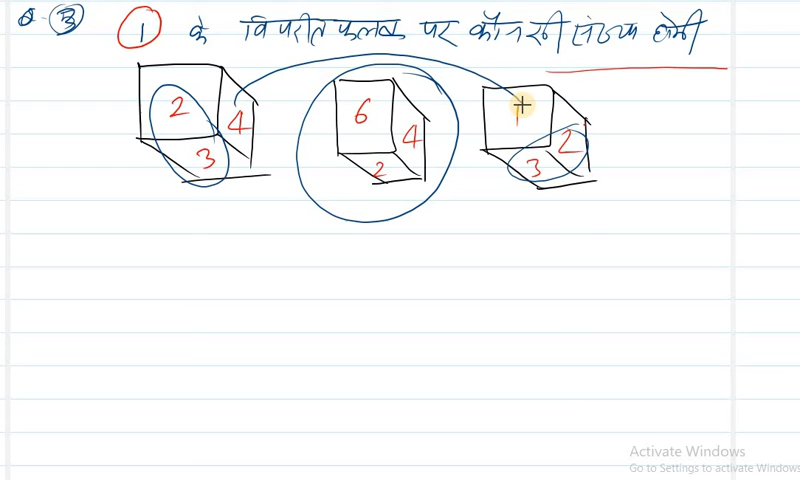 Q. 3 1 के विपरीत फलक पर कौन सी संख्या होगी
2 4 3
6 4 2
1 2 3
Activate Windows
Go to Settings to activate Windows